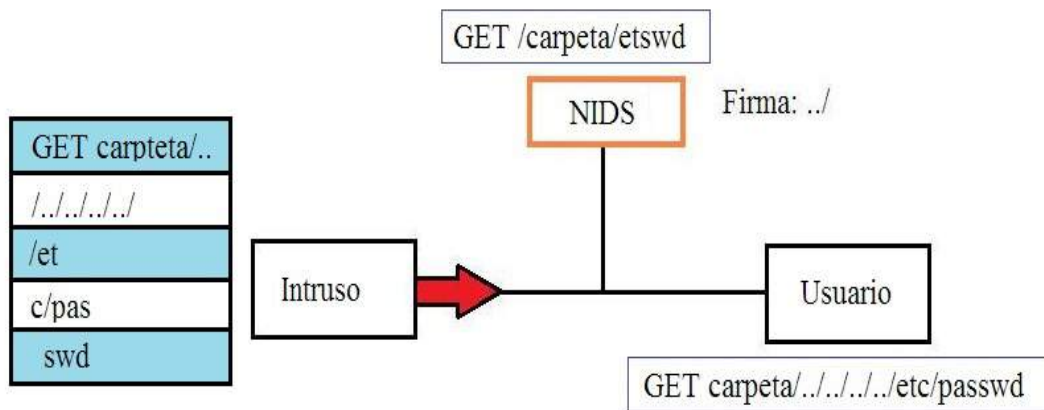 GET /carpeta/etswd
NIDS
Firma: ../
GET carpteta/..
/../../../../
/et
c/pas
swd
Intruso
Usuario
GET carpeta/../../../../etc/passwd